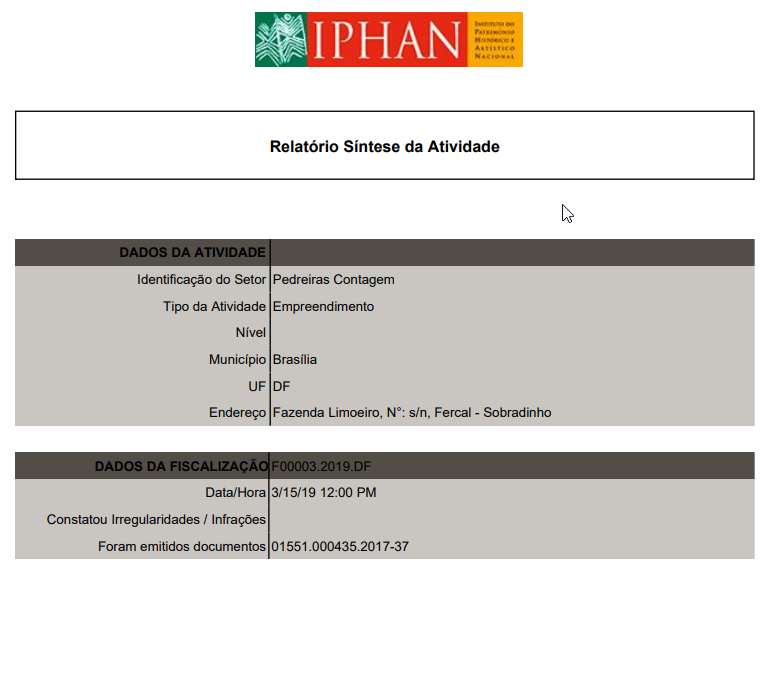 IPHAN
INSTITUTO DO
PATRIMÔNIO
HISTÓRICO E
ARTÍSTICO
NACIONAL
Relatório Síntese da Atividade
DADOS DA ATIVIDADE
Identificação do Setor Pedreiras Contagem
Tipo da Atividade Empreendimento
Nível
Município Brasília
UF DF
Endereço Fazenda Limoeiro, N°: s/n, Fercal - Sobradinho
DADOS DA FISCALIZAÇÃO F00003.2019.DF
Data/Hora 3/15/19 12:00 PM
Constatou Irregularidades / Infrações
Foram emitidos documentos 01551.000435.2017-37